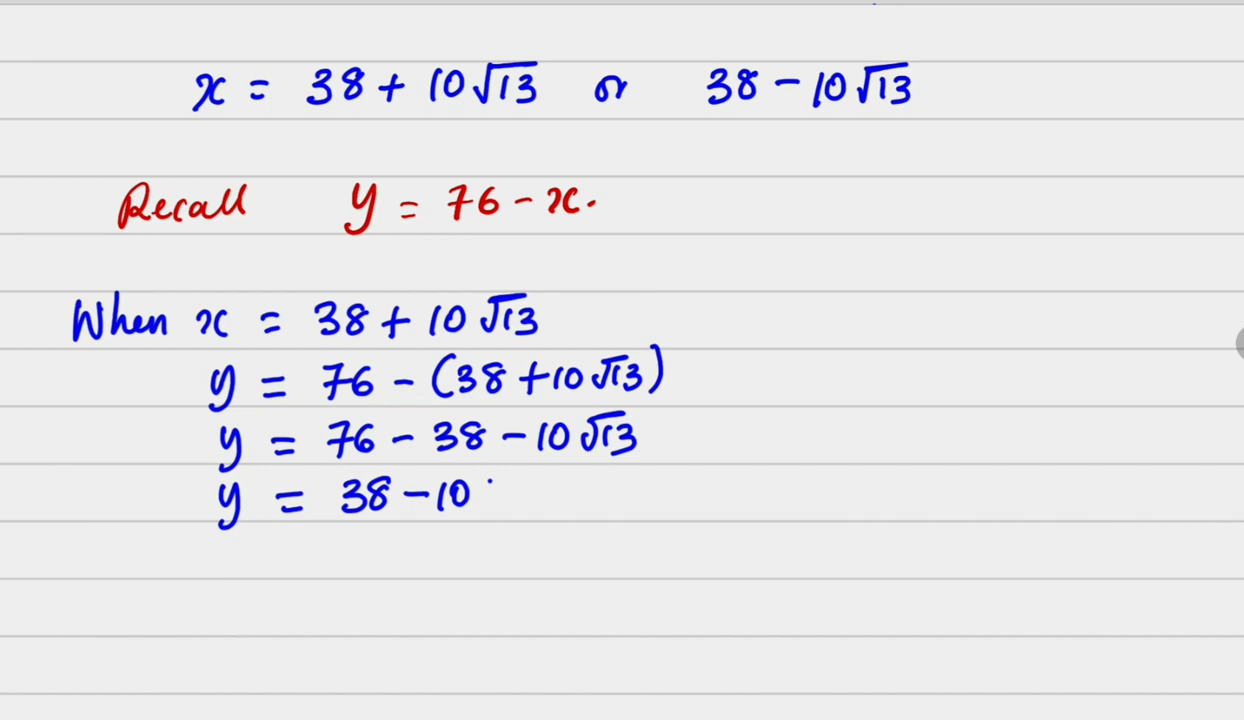 x = 38 + 10√13 or 38 - 10√13
Recall y = 76 - x.
When x = 38 + 10√13
y = 76 - (38 + 10√13)
y = 76 - 38 - 10√13
y = 38 - 10